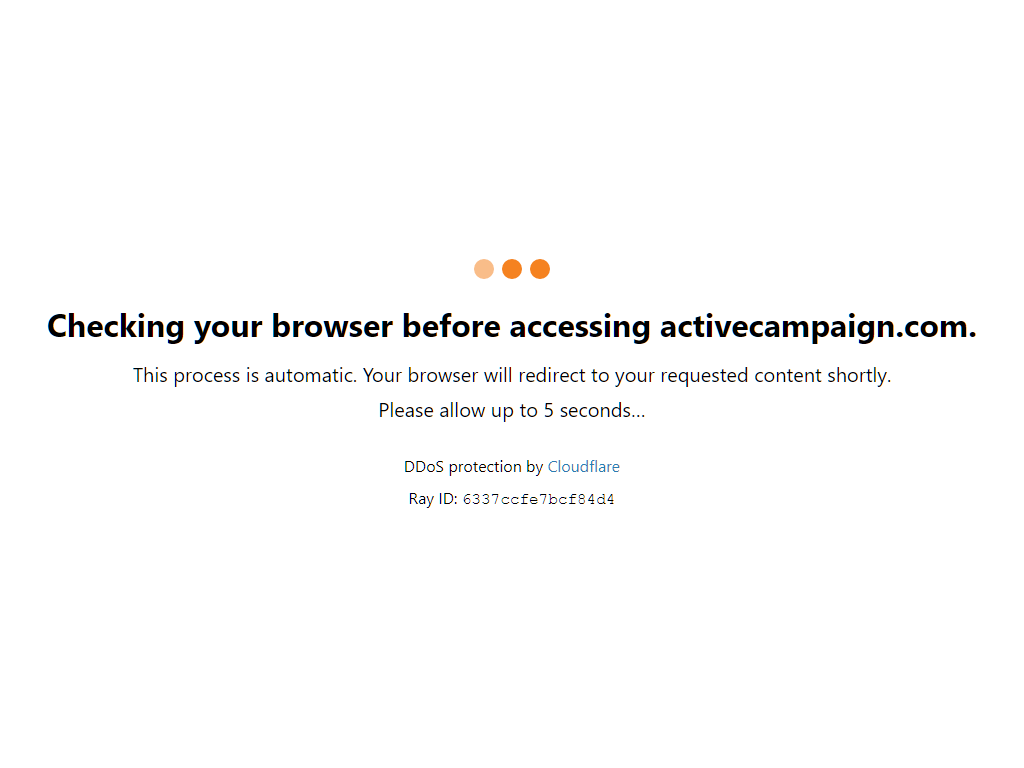 Checking your browser before accessing activecampaign.com.
This process is automatic. Your browser will redirect to your requested content shortly.
Please allow up to 5 seconds…
DDoS protection by Cloudflare
Ray ID: 6337ccfe7bcf84d4